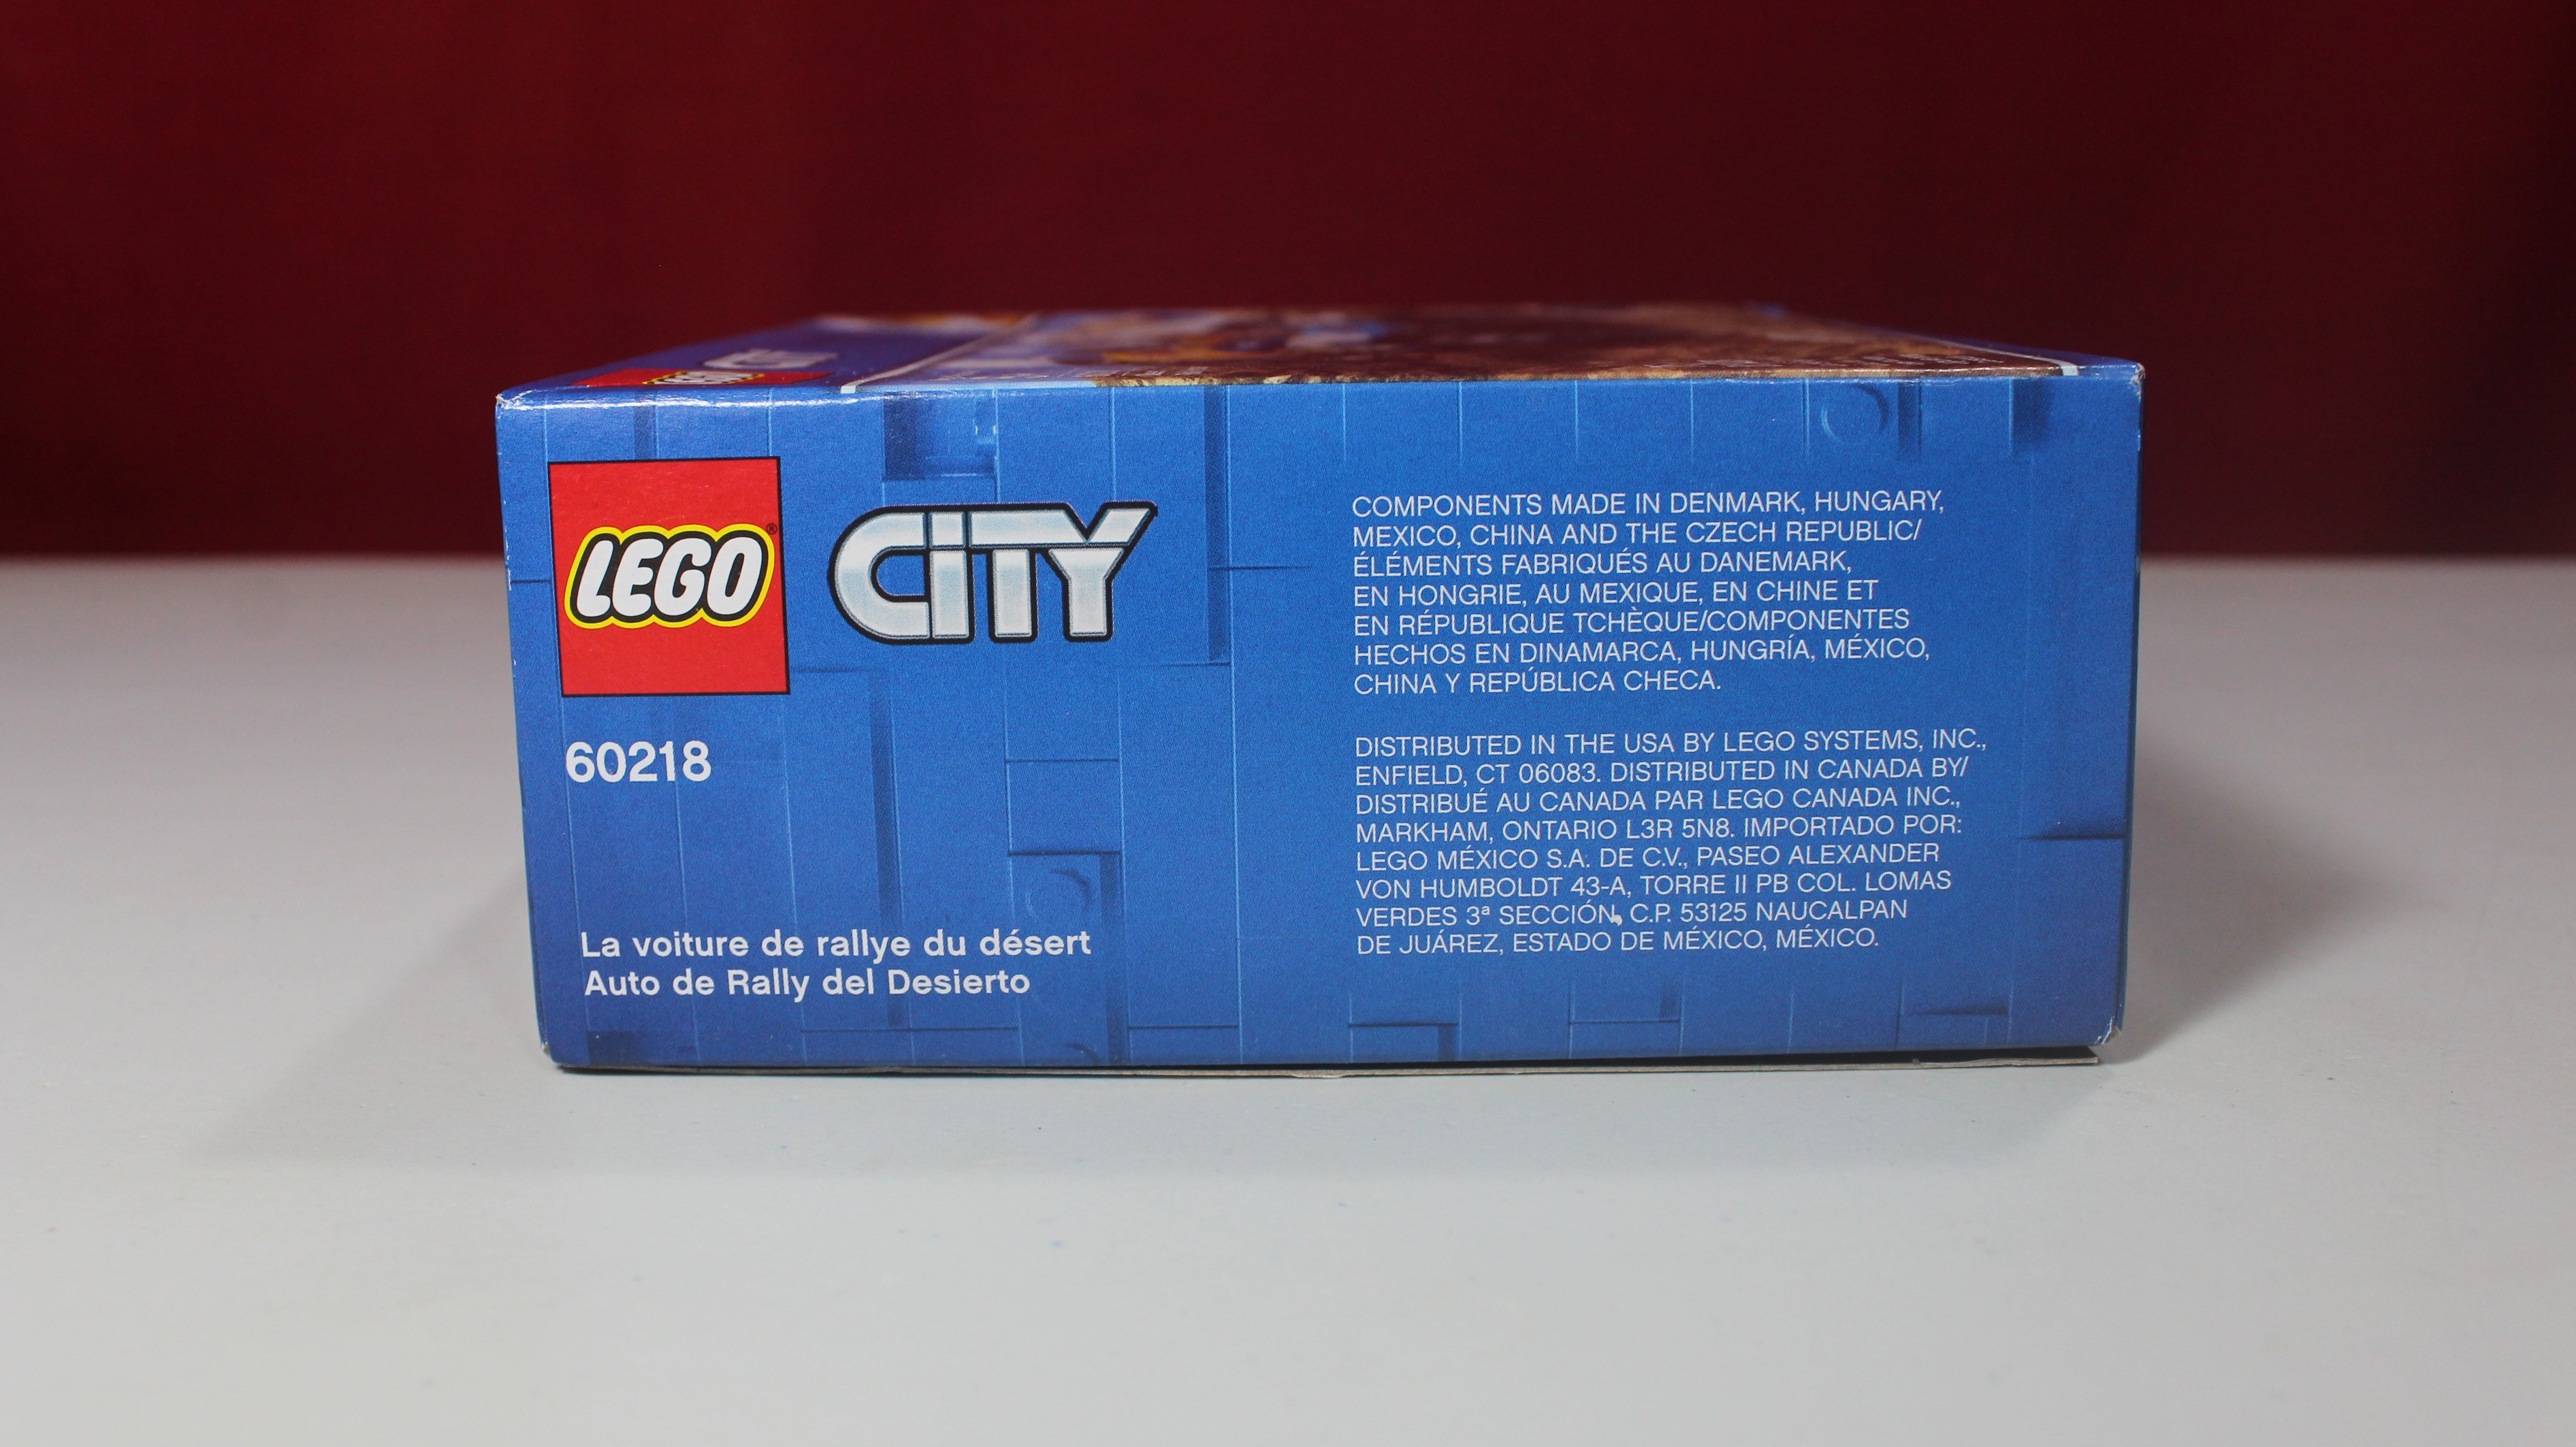 LEGO
CITY
60218
La voiture de rallye du désert
Auto de Rally del Desierto
COMPONENTS MADE IN DENMARK, HUNGARY,
MEXICO, CHINA AND THE CZECH REPUBLIC/
ÉLÉMENTS FABRIQUÉS AU DANEMARK,
EN HONGRIE, AU MEXIQUE, EN CHINE ET
EN RÉPUBLIQUE TCHÈQUE/COMPONENTES
HECHOS EN DINAMARCA, HUNGRÍA, MÉXICO,
CHINA Y REPÚBLICA CHECA.
DISTRIBUTED IN THE USA BY LEGO SYSTEMS, INC.,
ENFIELD, CT 06083. DISTRIBUTED IN CANADA BY/
DISTRIBUÉ AU CANADA PAR LEGO CANADA INC.,
MARKHAM, ONTARIO L3R 5N8. IMPORTADO POR:
LEGO MÉXICO S.A. DE C.V., PASEO ALEXANDER
VON HUMBOLDT 43-A, TORRE II PB COL. LOMAS
VERDES 3ª SECCIÓN, C.P. 53125 NAUCALPAN
DE JUÁREZ, ESTADO DE MÉXICO, MÉXICO.